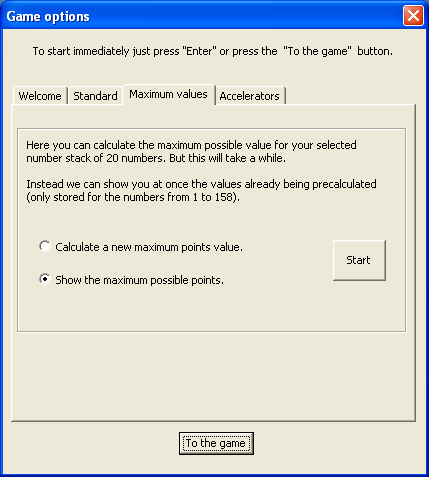 Game options
To start immediately just press "Enter" or press the "To the game" button.
Welcome Standard Maximum values Accelerators
Here you can calculate the maximum possible value for your selected
number stack of 20 numbers. But this will take a while.
Instead we can show you at once the values already being precalculated
(only stored for the numbers from 1 to 158).
Calculate a new maximum points value.
Start
Show the maximum possible points.
To the game